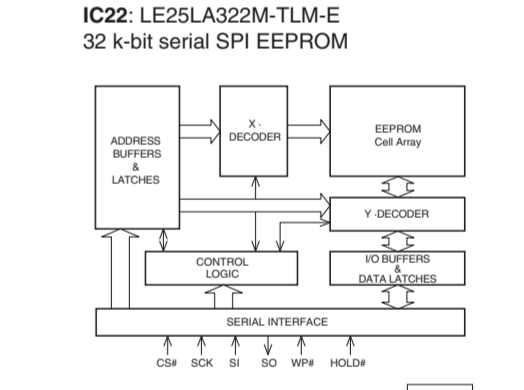 IC22: LE25LA322M-TLM-E
32 k-bit serial SPI EEPROM
ADDRESS
BUFFERS
&
LATCHES
X-
DECODER
EEPROM
Cell Array
Y-DECODER
CONTROL
LOGIC
I/O BUFFERS
&
DATA LATCHES
SERIAL INTERFACE
CS# SCK SI SO WP# HOLD#